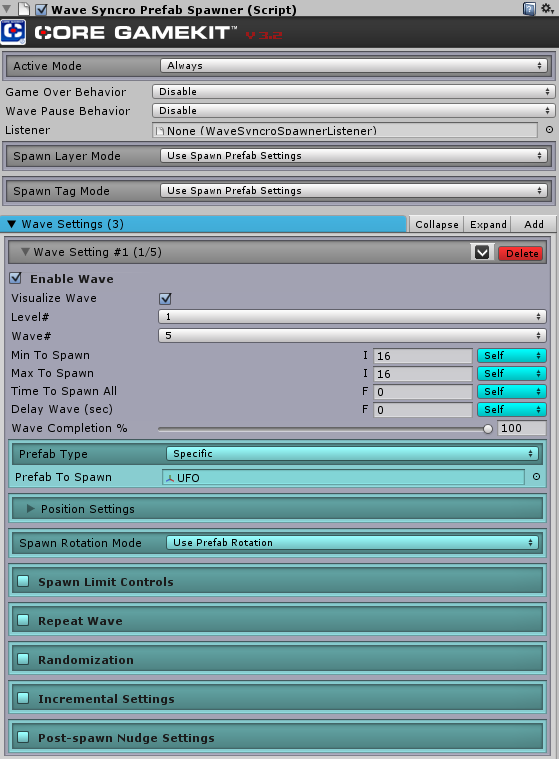 Wave Syncro Prefab Spawner (Script)
CORE GAMEKIT™ V 3.2
Active Mode Always
Game Over Behavior Disable
Wave Pause Behavior Disable
Listener None (WaveSyncroSpawnerListener)
Spawn Layer Mode Use Spawn Prefab Settings
Spawn Tag Mode Use Spawn Prefab Settings
Wave Settings (3) Collapse Expand Add
Wave Setting #1 (1/5) Delete
Enable Wave
Visualize Wave
Level# 1
Wave# 5
Min To Spawn I 16 Self
Max To Spawn I 16 Self
Time To Spawn All F 0 Self
Delay Wave (sec) F 0 Self
Wave Completion % 100
Prefab Type Specific
Prefab To Spawn UFO
Position Settings
Spawn Rotation Mode Use Prefab Rotation
Spawn Limit Controls
Repeat Wave
Randomization
Incremental Settings
Post-spawn Nudge Settings